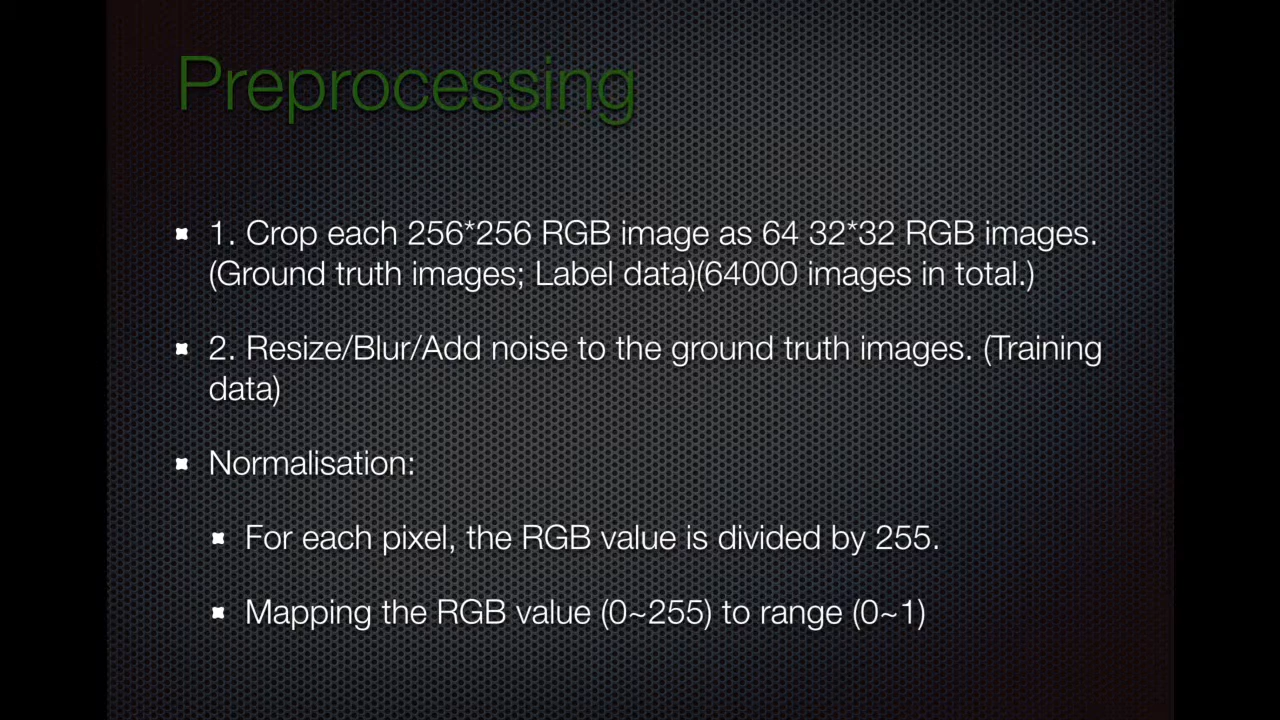 Preprocessing
1. Crop each 256*256 RGB image as 64 32*32 RGB images.
(Ground truth images; Label data)(64000 images in total.)
2. Resize/Blur/Add noise to the ground truth images. (Training
data)
Normalisation:
For each pixel, the RGB value is divided by 255.
Mapping the RGB value (0~255) to range (0~1)